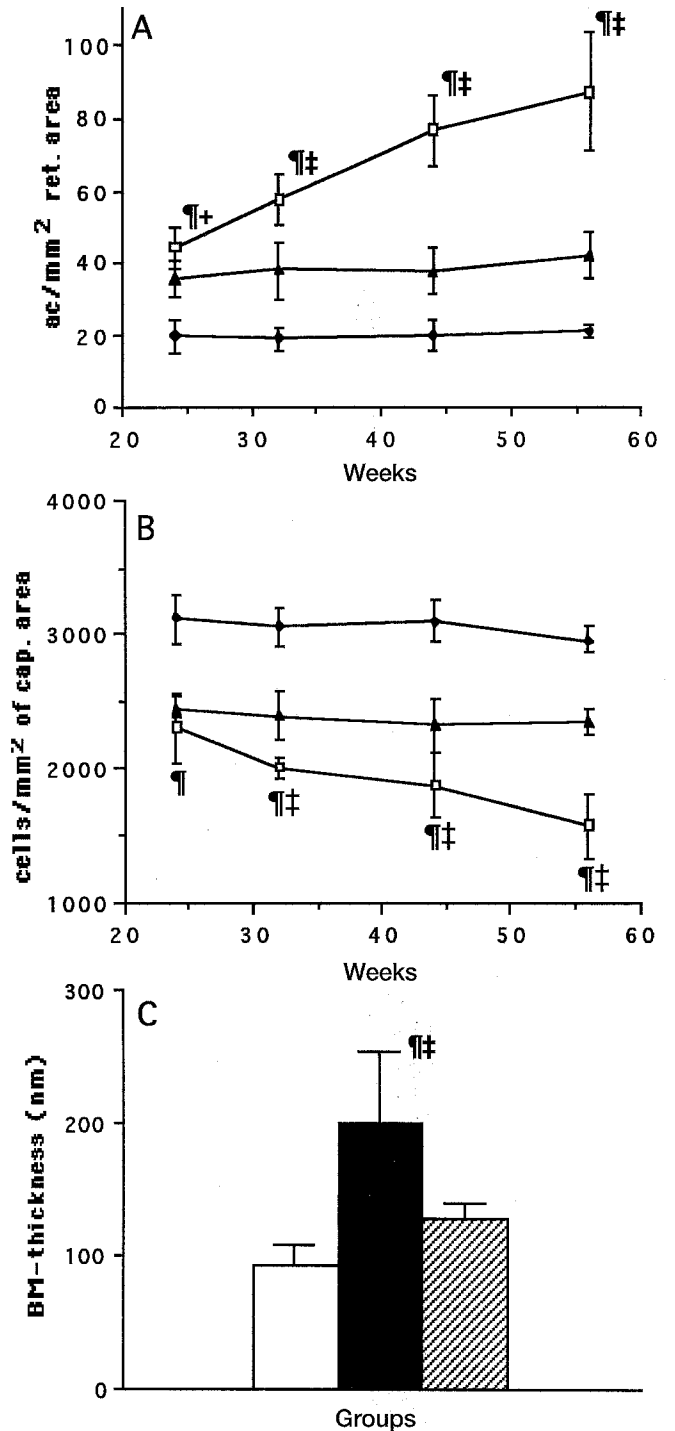 A
ac/mm² ret. area
100
80
60
40
20
0
¶+
¶‡
¶‡
¶‡
20 30 40 50 60
Weeks
B
cells/mm² of cap. area
4000
3000
2000
1000
¶
¶‡
¶‡
¶‡
20 30 40 50 60
Weeks
C
BM-thickness (nm)
300
200
100
0
¶‡
Groups